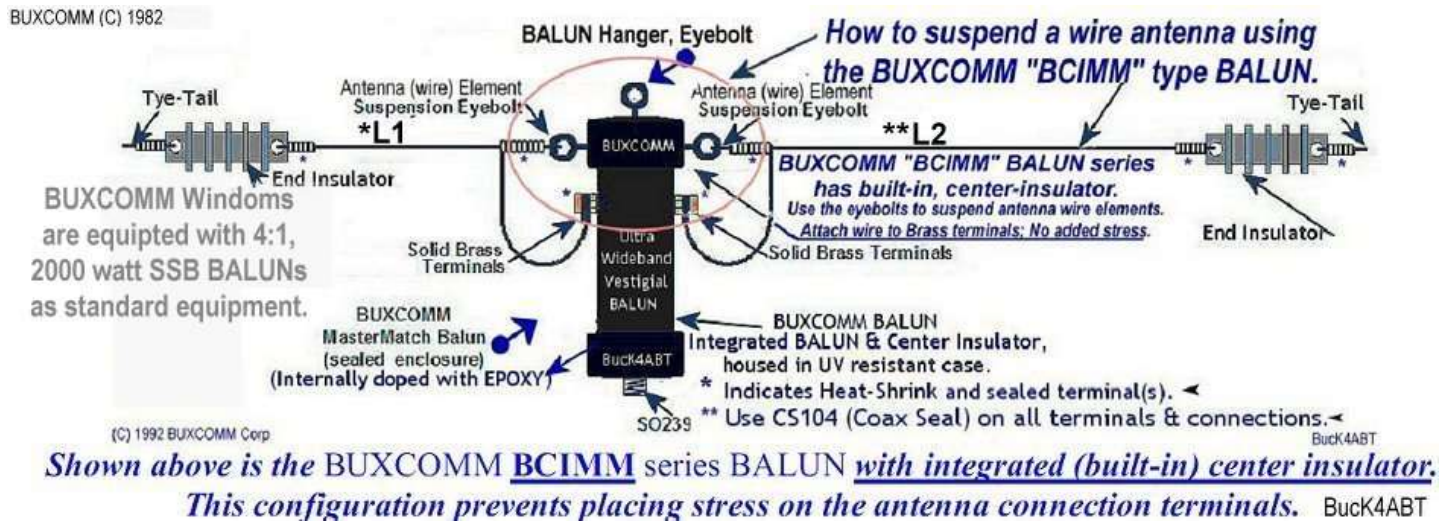 BUXCOMM (C) 1982
BALUN Hanger, Eyebolt
How to suspend a wire antenna using
the BUXCOMM "BCIMM" type BALUN.
Tye-Tail
Antenna (wire) Element
Suspension Eyebolt
Antenna (wire) Element
Suspension Eyebolt
Tye-Tail
*L1
**L2
BUXCOMM
*
*
*
*
*
*
*
*
End Insulator
BUXCOMM "BCIMM" BALUN series
has built-in, center-insulator.
Use the eyebolts to suspend antenna wire elements.
Attach wire to Brass terminals; No added stress.
End Insulator
BUXCOMM Windoms
are equipted with 4:1,
2000 watt SSB BALUNs
as standard equipment.
Solid Brass
Terminals
Solid Brass Terminals
Ultra
Wideband
Vestigial
BALUN
BUXCOMM
MasterMatch Balun
(sealed enclosure)
(Internally doped with EPOXY)
BucK4ABT
BUXCOMM BALUN
Integrated BALUN & Center Insulator,
housed in UV resistant case.
* Indicates Heat-Shrink and sealed terminal(s).
** Use CS104 (Coax Seal) on all terminals & connections.
SO239
(C) 1992 BUXCOMM Corp
BucK4ABT
Shown above is the BUXCOMM BCIMM series BALUN with integrated (built-in) center insulator.
This configuration prevents placing stress on the antenna connection terminals. BucK4ABT